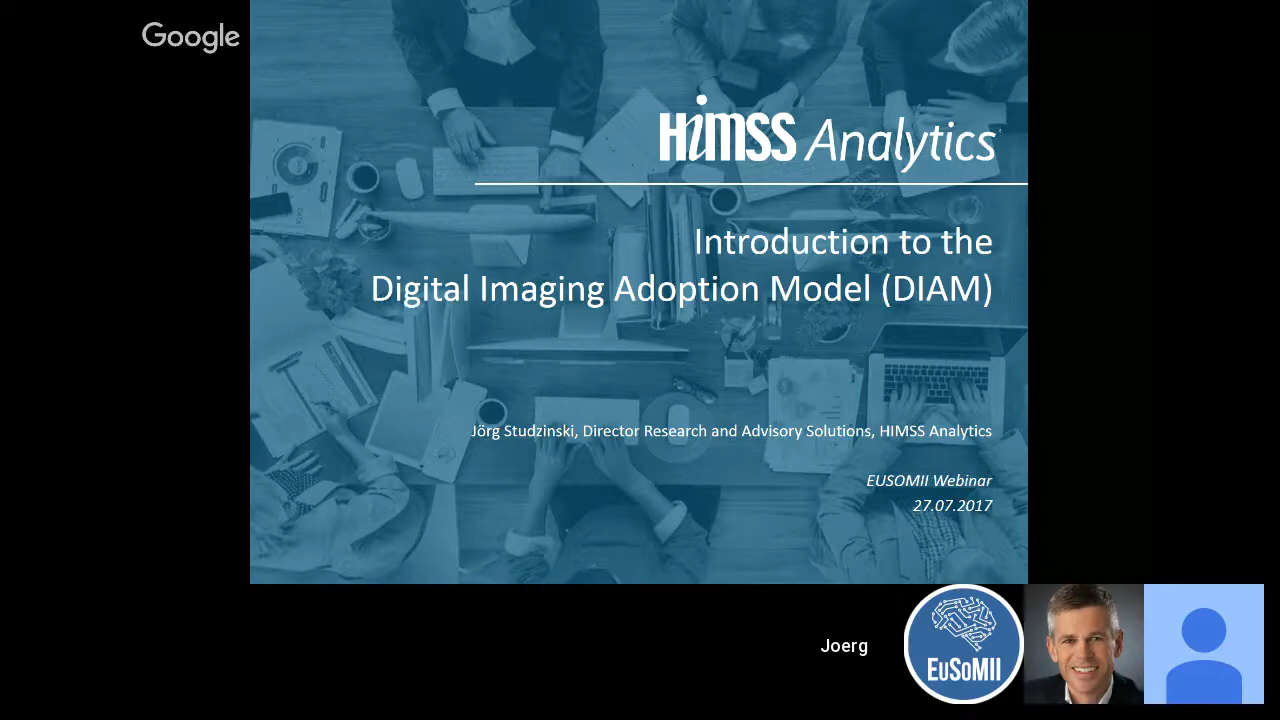 Google
HIMSS Analytics
Introduction to the
Digital Imaging Adoption Model (DIAM)
Jörg Studzinski, Director Research and Advisory Solutions, HIMSS Analytics
EUSOMII Webinar
27.07.2017
Joerg
EuSoMII